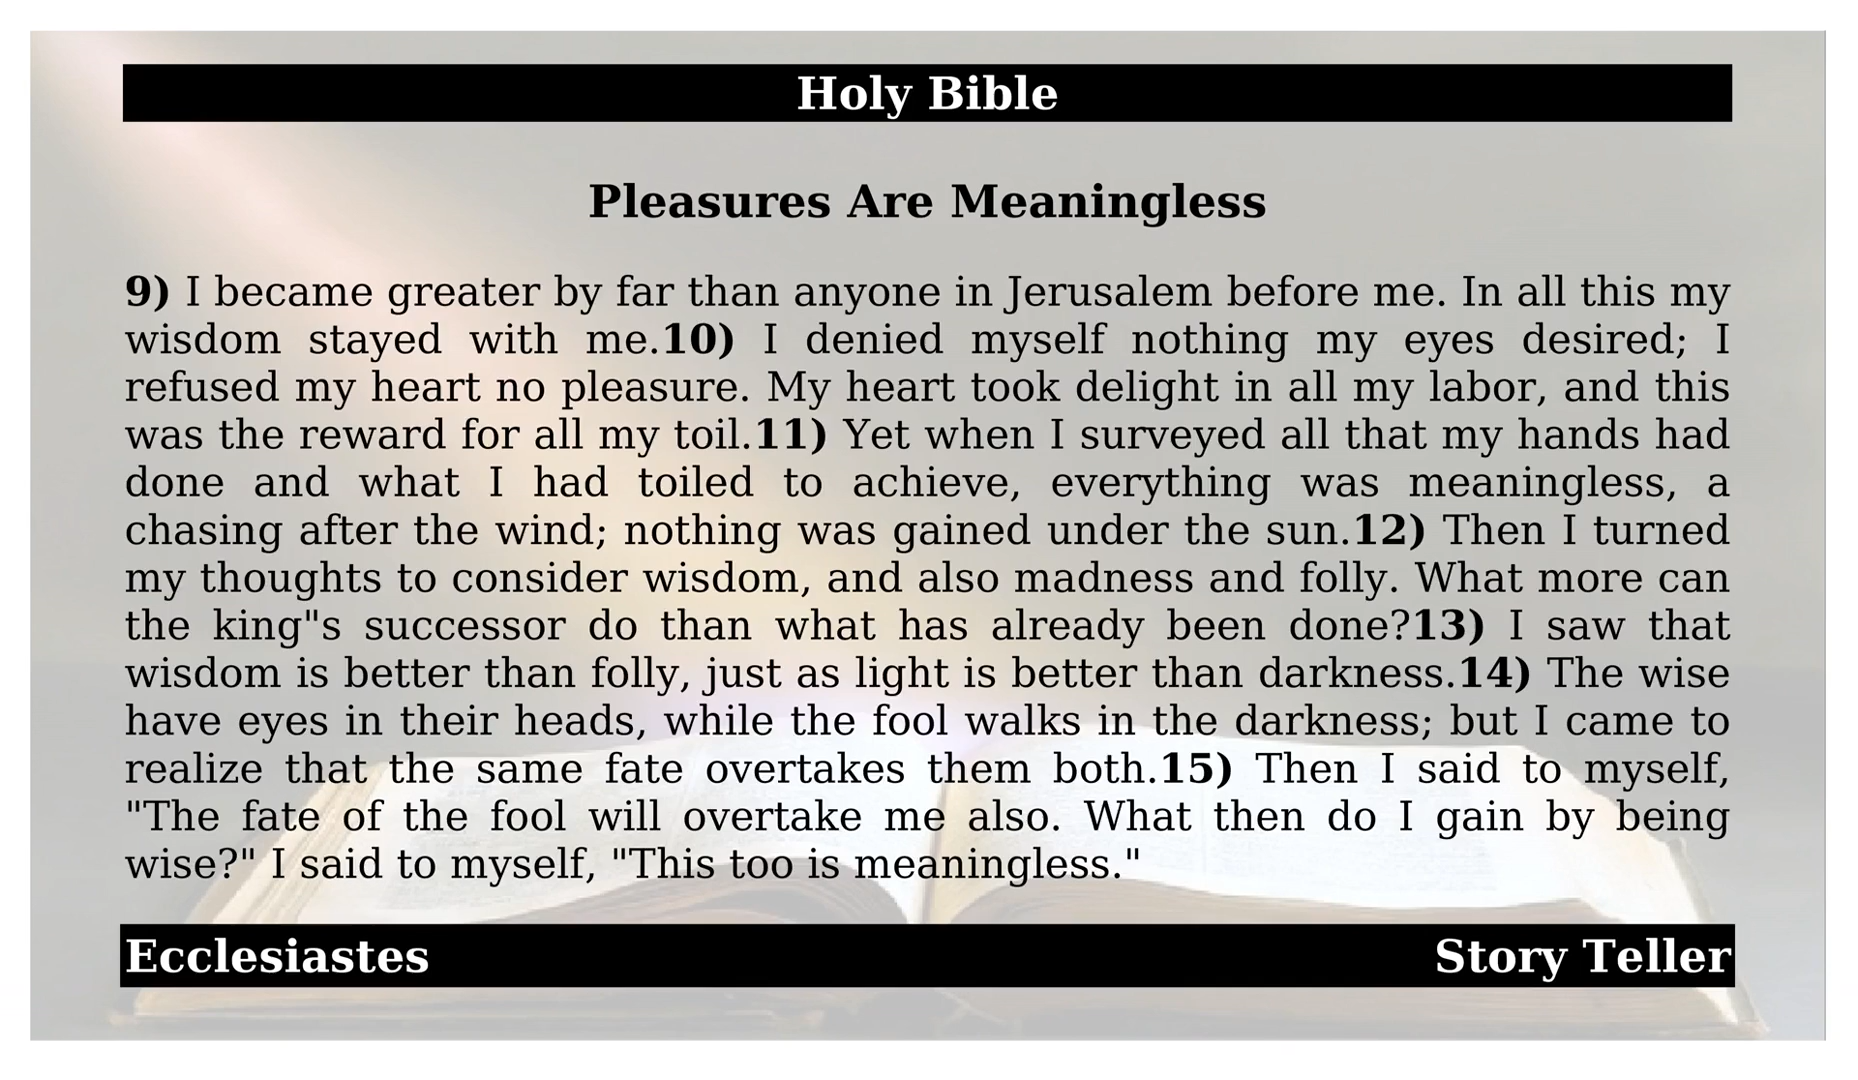 Holy Bible
Pleasures Are Meaningless
9) I became greater by far than anyone in Jerusalem before me. In all this my
wisdom stayed with me.10) I denied myself nothing my eyes desired; I
refused my heart no pleasure. My heart took delight in all my labor, and this
was the reward for all my toil.11) Yet when I surveyed all that my hands had
done and what I had toiled to achieve, everything was meaningless, a
chasing after the wind; nothing was gained under the sun.12) Then I turned
my thoughts to consider wisdom, and also madness and folly. What more can
the king"s successor do than what has already been done?13) I saw that
wisdom is better than folly, just as light is better than darkness.14) The wise
have eyes in their heads, while the fool walks in the darkness; but I came to
realize that the same fate overtakes them both.15) Then I said to myself,
"The fate of the fool will overtake me also. What then do I gain by being
wise?" I said to myself, "This too is meaningless."
Ecclesiastes Story Teller